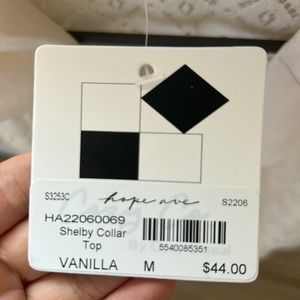 S3253C hope ave S2206
HA22060069
Shelby Collar
Top
5540085351
VANILLA M $44.00